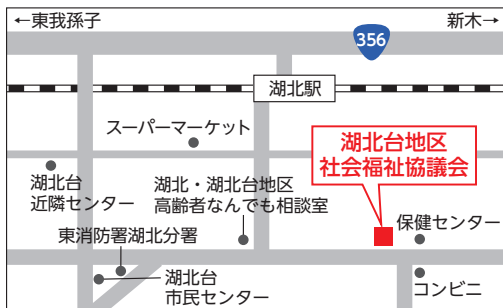 ←東我孫子
新木→
356
湖北駅
スーパーマーケット
湖北台地区
社会福祉協議会
湖北台
近隣センター
湖北・湖北台地区
高齢者なんでも相談室
保健センター
東消防署湖北分署
湖北台
市民センター
コンビニ